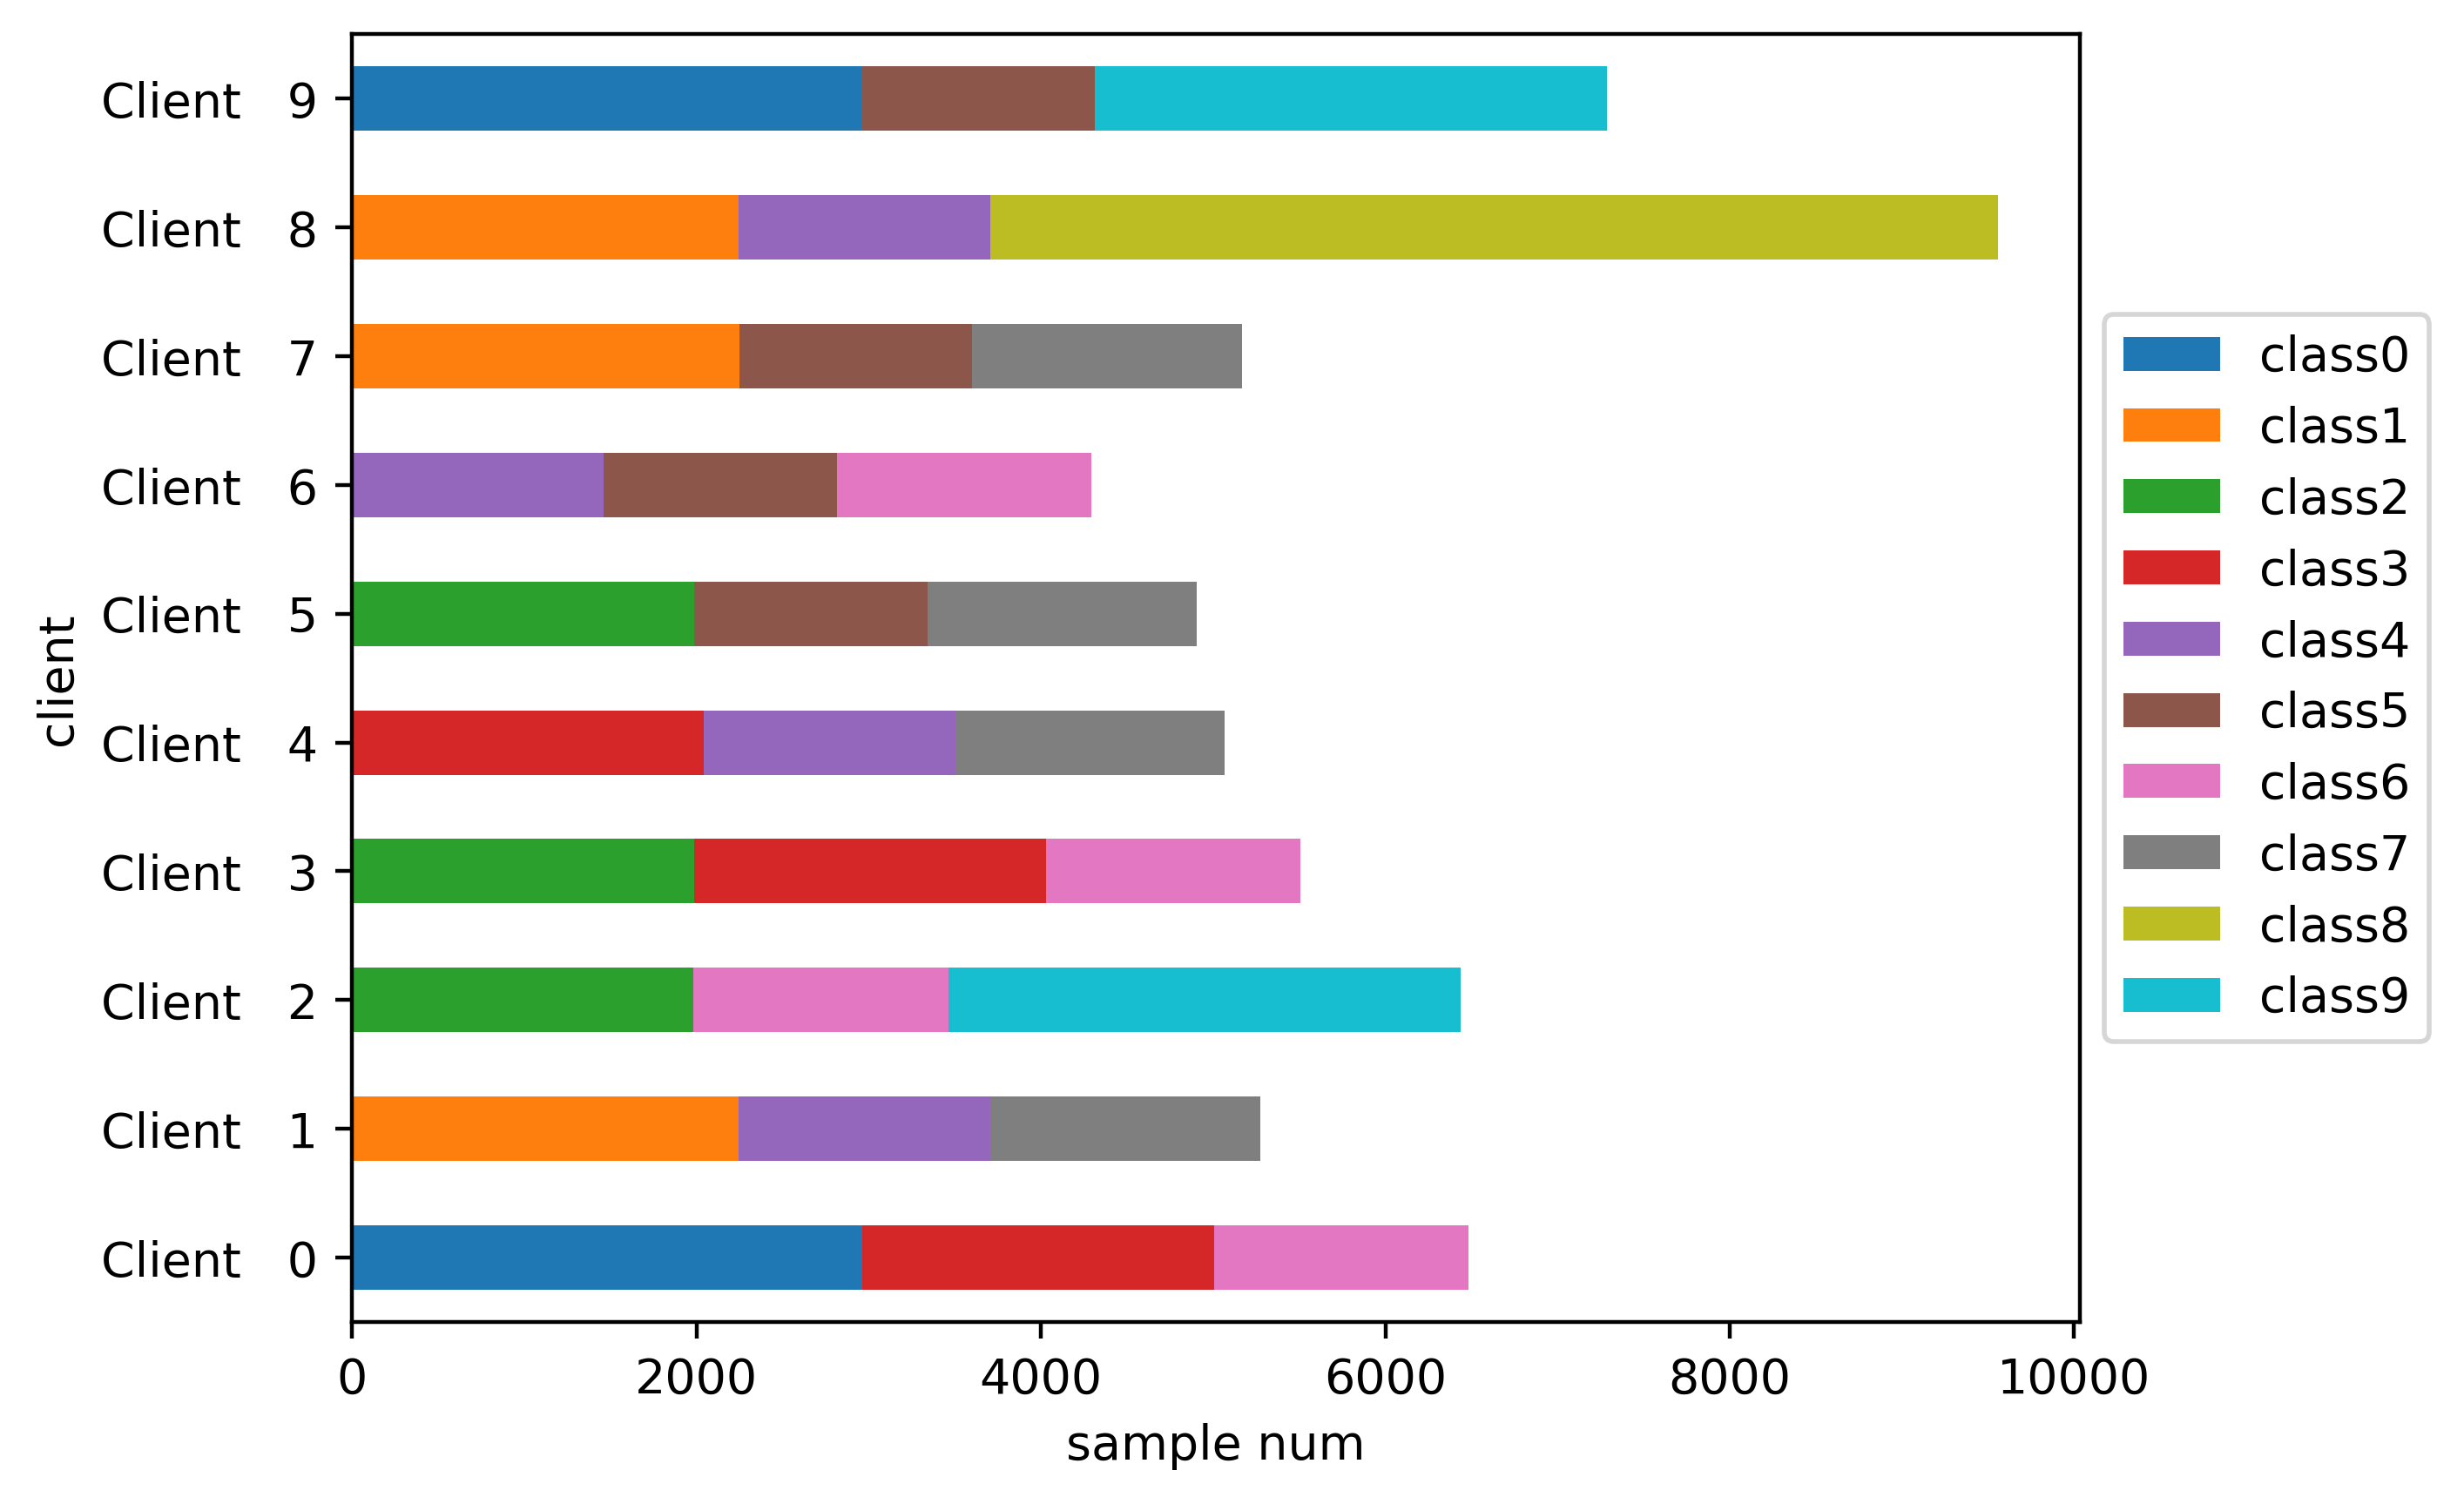 client
Client 9
Client 8
Client 7
Client 6
Client 5
Client 4
Client 3
Client 2
Client 1
Client 0
0 2000 4000 6000 8000 10000
sample num
class0
class1
class2
class3
class4
class5
class6
class7
class8
class9